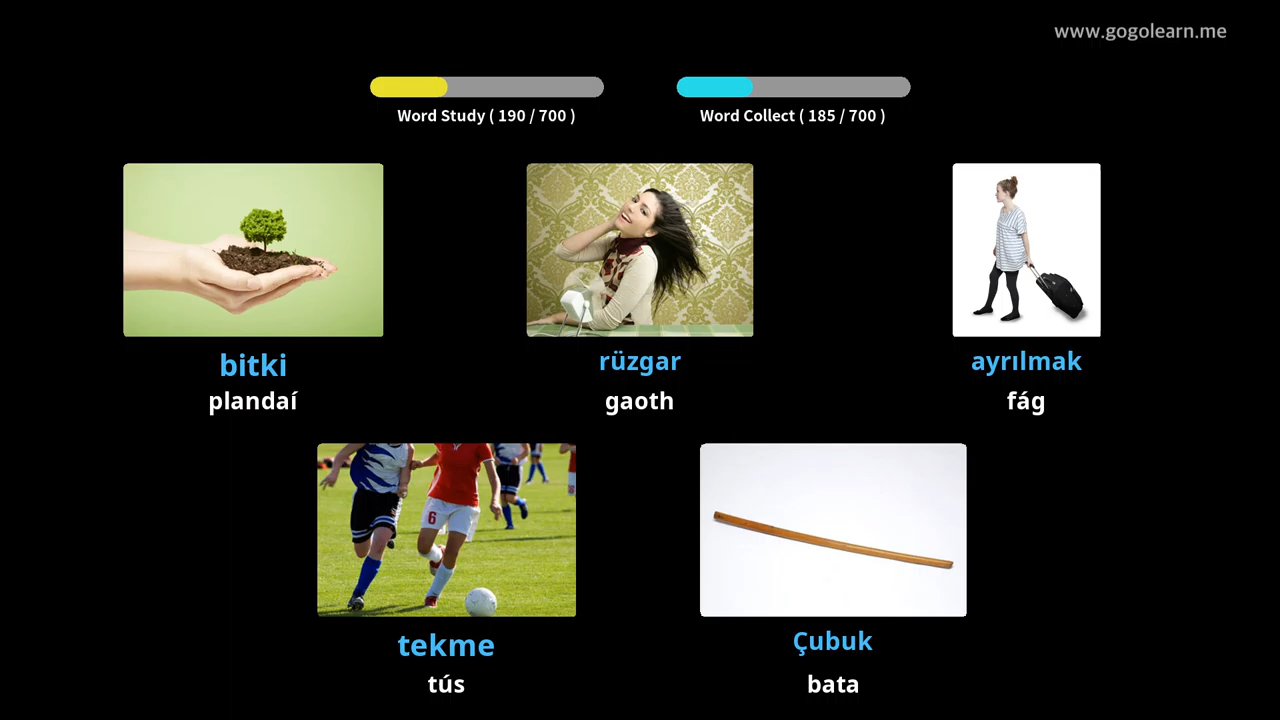 www.gogolearn.me
Word Study ( 190 / 700 )
Word Collect ( 185 / 700 )
bitki
plandaí
rüzgar
gaoth
ayrılmak
fág
6
tekme
tús
Çubuk
bata